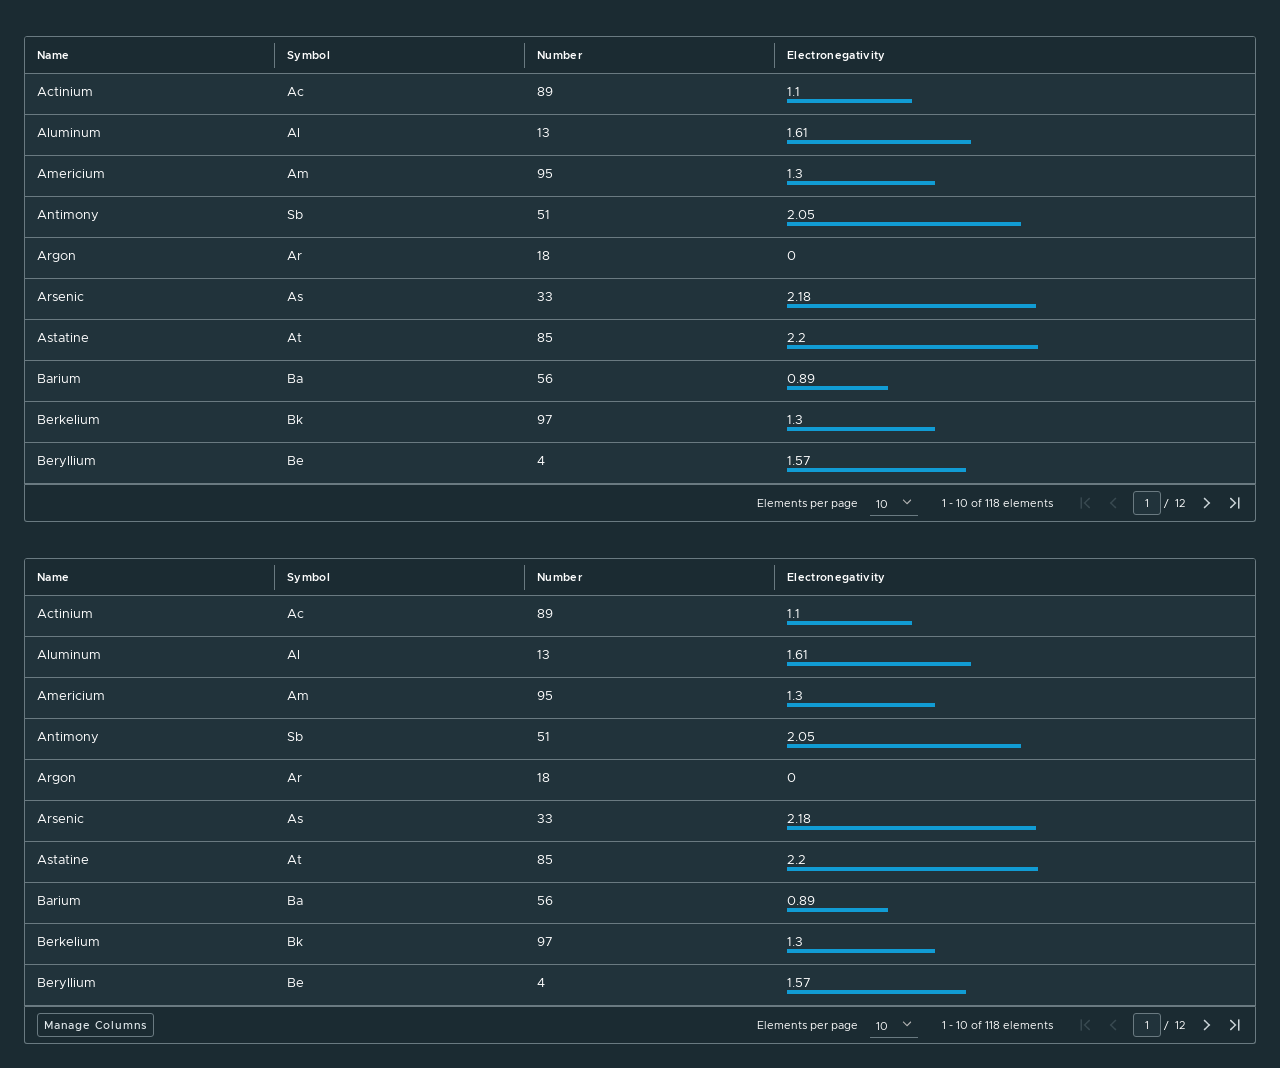 Name Symbol Number Electronegativity
Actinium Ac 89 1.1
Aluminum Al 13 1.61
Americium Am 95 1.3
Antimony Sb 51 2.05
Argon Ar 18 0
Arsenic As 33 2.18
Astatine At 85 2.2
Barium Ba 56 0.89
Berkelium Bk 97 1.3
Beryllium Be 4 1.57
Elements per page 10 1 - 10 of 118 elements 1 / 12
Name Symbol Number Electronegativity
Actinium Ac 89 1.1
Aluminum Al 13 1.61
Americium Am 95 1.3
Antimony Sb 51 2.05
Argon Ar 18 0
Arsenic As 33 2.18
Astatine At 85 2.2
Barium Ba 56 0.89
Berkelium Bk 97 1.3
Beryllium Be 4 1.57
Manage Columns Elements per page 10 1 - 10 of 118 elements 1 / 12